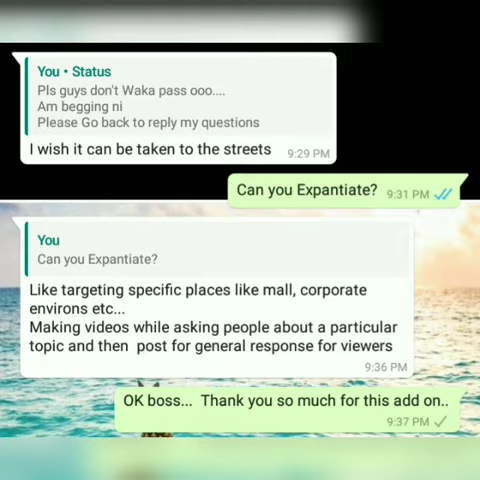 You • Status
Pls guys don't Waka pass ooo....
Am begging ni
Please Go back to reply my questions
I wish it can be taken to the streets 9:29 PM
Can you Expantiate? 9:31 PM
You
Can you Expantiate?
Like targeting specific places like mall, corporate
environs etc...
Making videos while asking people about a particular
topic and then post for general response for viewers
9:36 PM
OK boss... Thank you so much for this add on..
9:37 PM